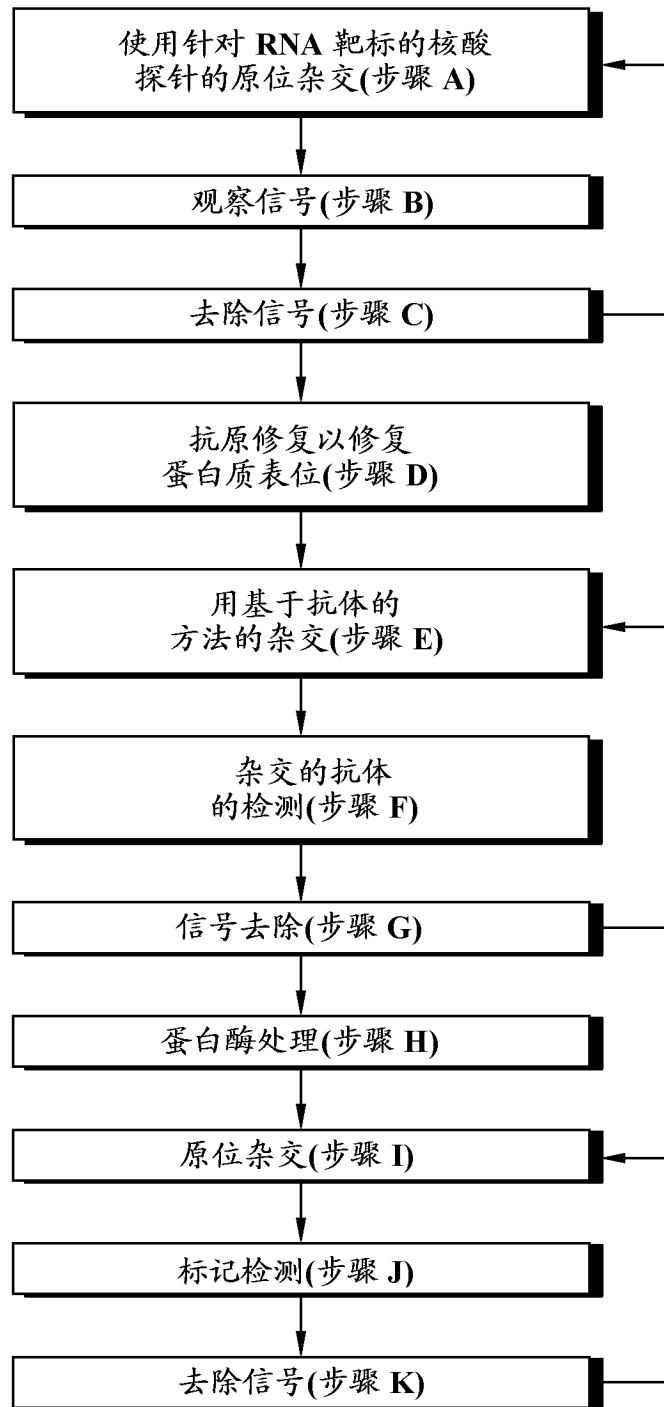 使用针对 RNA 靶标的核酸
探针的原位杂交(步骤 A)
观察信号(步骤 B)
去除信号(步骤 C)
抗原修复以修复
蛋白质表位(步骤 D)
用基于抗体的
方法的杂交(步骤 E)
杂交的抗体
的检测(步骤 F)
信号去除(步骤 G)
蛋白酶处理(步骤 H)
原位杂交(步骤 I)
标记检测(步骤 J)
去除信号(步骤 K)